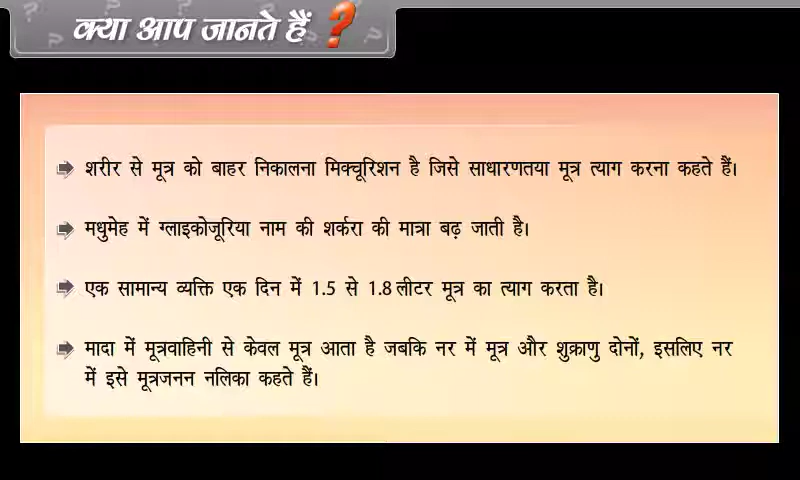 क्या आप जानते हैं ?
शरीर से मूत्र को बाहर निकालना मिक्चूरिशन है जिसे साधारणतया मूत्र त्याग करना कहते हैं।
मधुमेह में ग्लाइकोजूरिया नाम की शर्करा की मात्रा बढ़ जाती है।
एक सामान्य व्यक्ति एक दिन में 1.5 से 1.8 लीटर मूत्र का त्याग करता है।
मादा में मूत्रवाहिनी से केवल मूत्र आता है जबकि नर में मूत्र और शुक्राणु दोनों, इसलिए नर
में इसे मूत्रजनन नलिका कहते हैं।